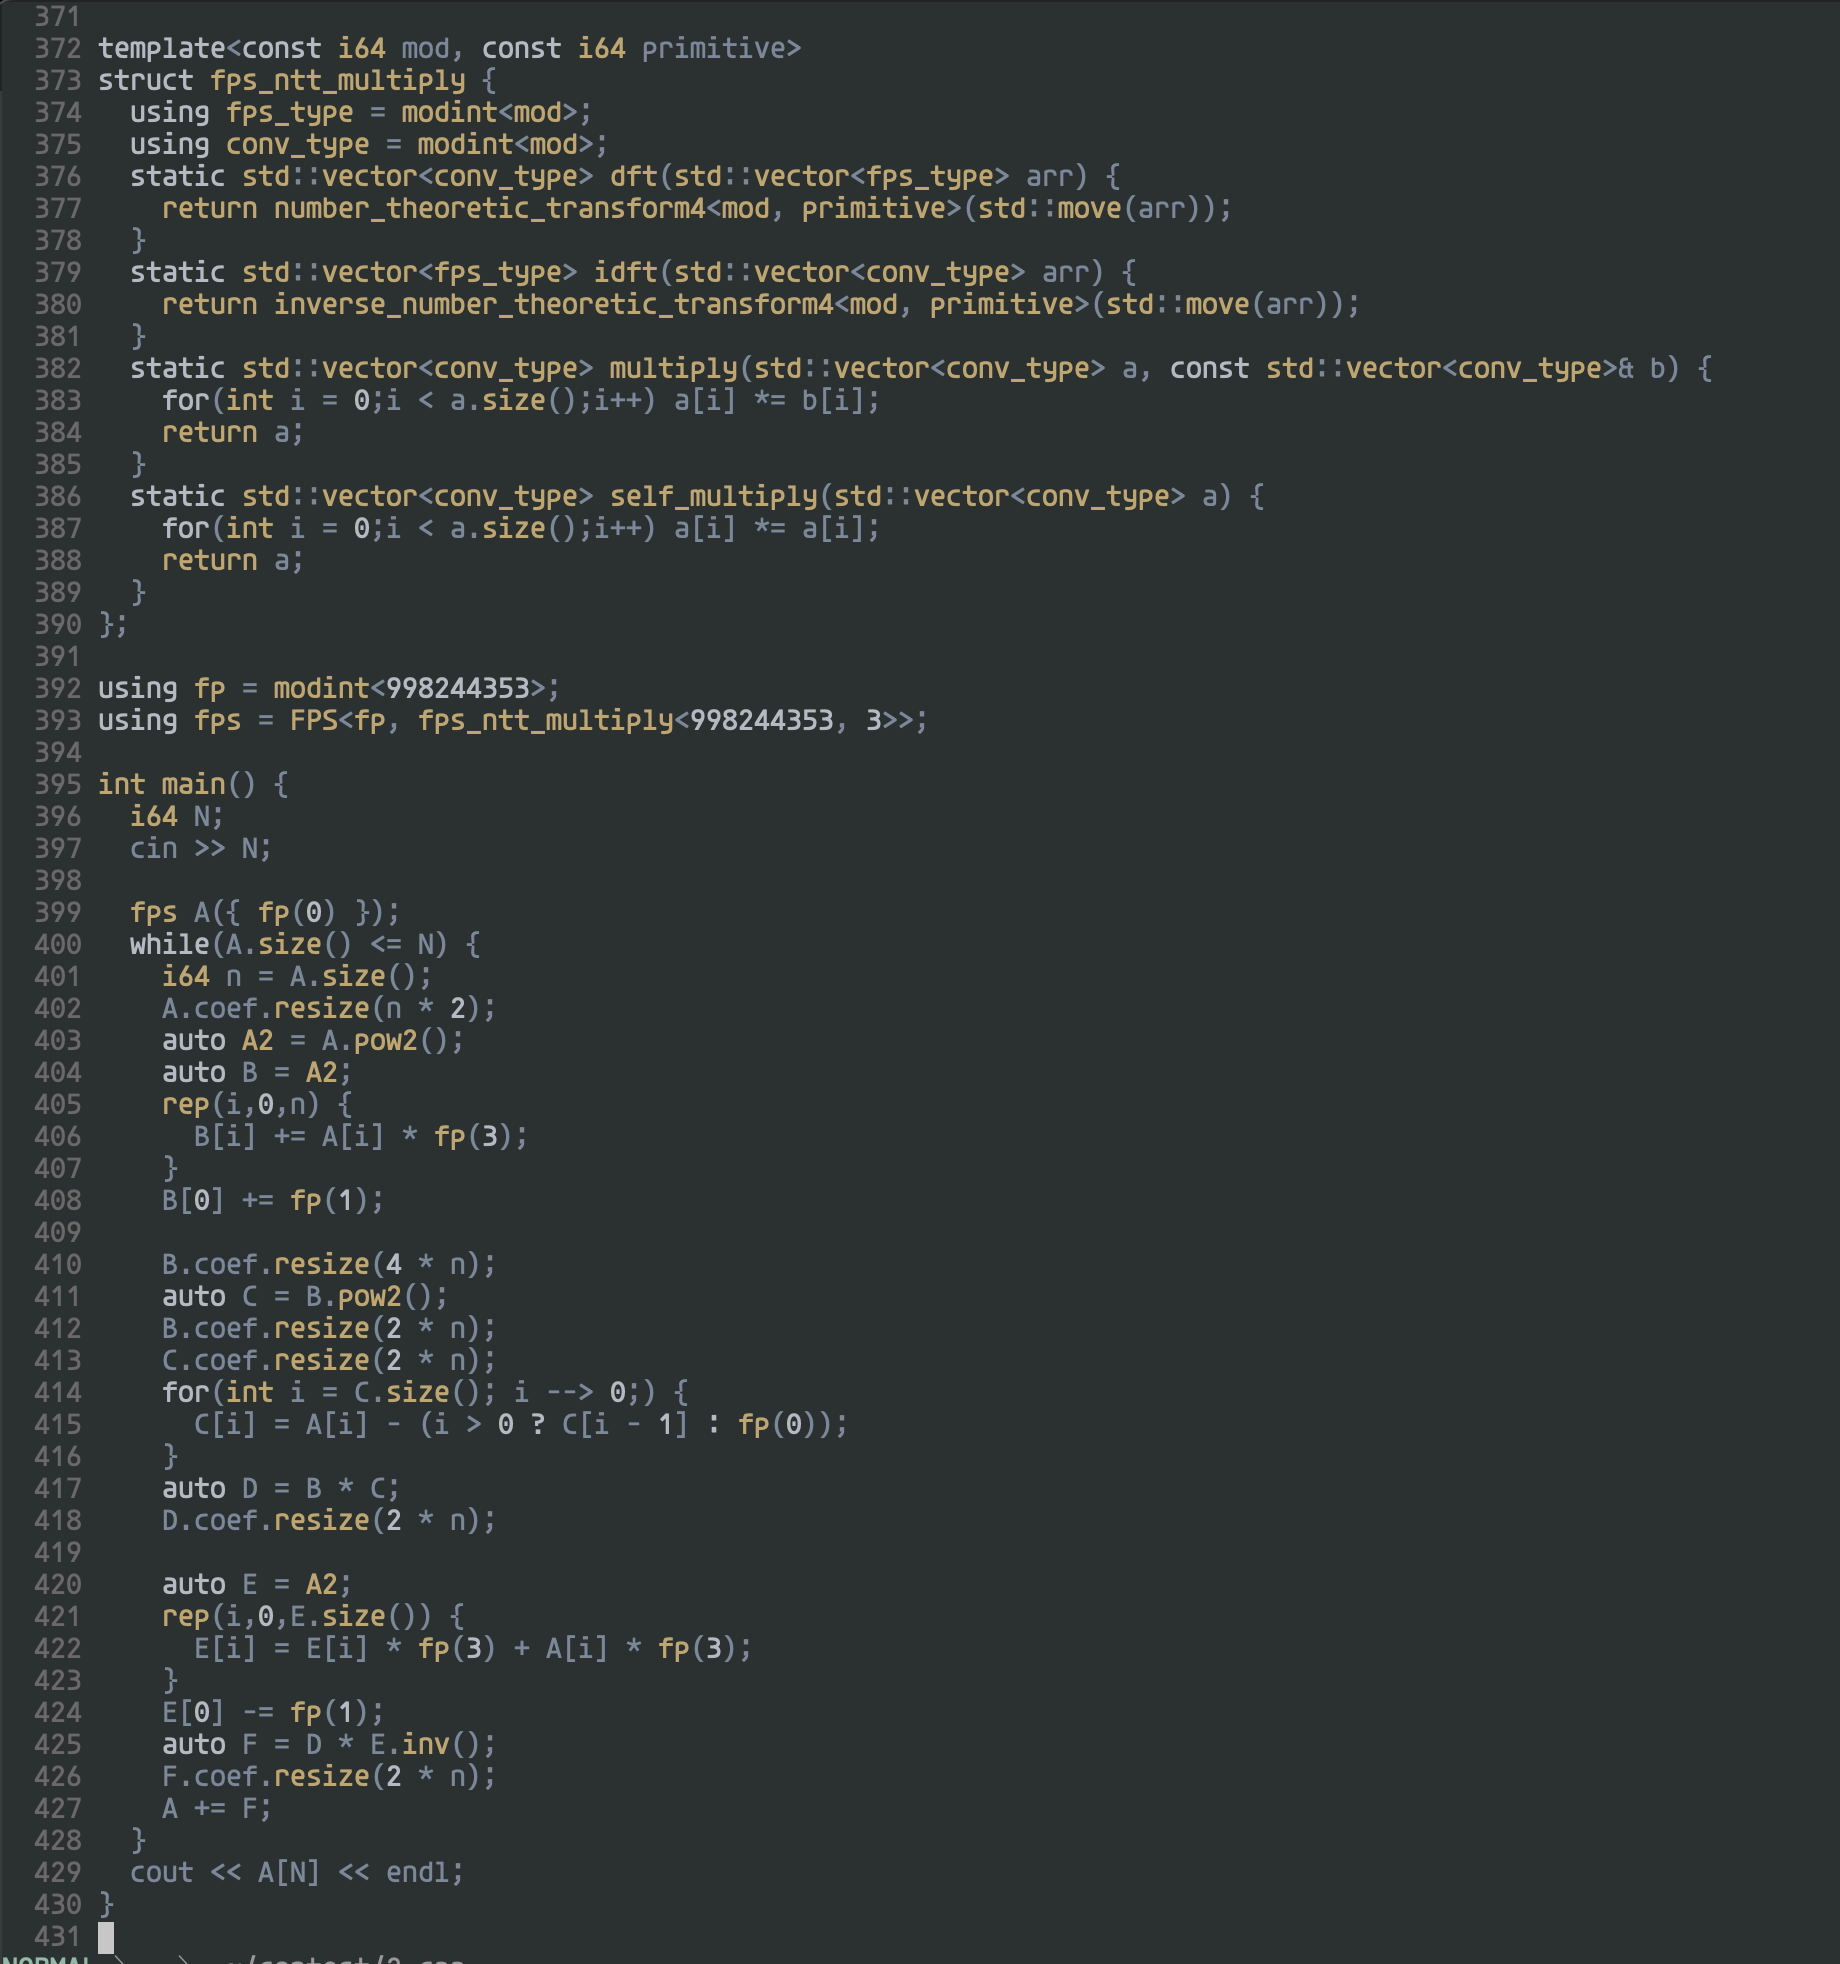 371
372 template<const i64 mod, const i64 primitive>
373 struct fps_ntt_multiply {
374   using fps_type = modint<mod>;
375   using conv_type = modint<mod>;
376   static std::vector<conv_type> dft(std::vector<fps_type> arr) {
377     return number_theoretic_transform4<mod, primitive>(std::move(arr));
378   }
379   static std::vector<fps_type> idft(std::vector<conv_type> arr) {
380     return inverse_number_theoretic_transform4<mod, primitive>(std::move(arr));
381   }
382   static std::vector<conv_type> multiply(std::vector<conv_type> a, const std::vector<conv_type>& b) {
383     for(int i = 0;i < a.size();i++) a[i] *= b[i];
384     return a;
385   }
386   static std::vector<conv_type> self_multiply(std::vector<conv_type> a) {
387     for(int i = 0;i < a.size();i++) a[i] *= a[i];
388     return a;
389   }
390 };
391
392 using fp = modint<998244353>;
393 using fps = FPS<fp, fps_ntt_multiply<998244353, 3>>;
394
395 int main() {
396   i64 N;
397   cin >> N;
398
399   fps A({ fp(0) });
400   while(A.size() <= N) {
401     i64 n = A.size();
402     A.coef.resize(n * 2);
403     auto A2 = A.pow2();
404     auto B = A2;
405     rep(i,0,n) {
406       B[i] += A[i] * fp(3);
407     }
408     B[0] += fp(1);
409
410     B.coef.resize(4 * n);
411     auto C = B.pow2();
412     B.coef.resize(2 * n);
413     C.coef.resize(2 * n);
414     for(int i = C.size(); i --> 0;) {
415       C[i] = A[i] - (i > 0 ? C[i - 1] : fp(0));
416     }
417     auto D = B * C;
418     D.coef.resize(2 * n);
419
420     auto E = A2;
421     rep(i,0,E.size()) {
422       E[i] = E[i] * fp(3) + A[i] * fp(3);
423     }
424     E[0] -= fp(1);
425     auto F = D * E.inv();
426     F.coef.resize(2 * n);
427     A += F;
428   }
429   cout << A[N] << endl;
430 }
431
NORMAL